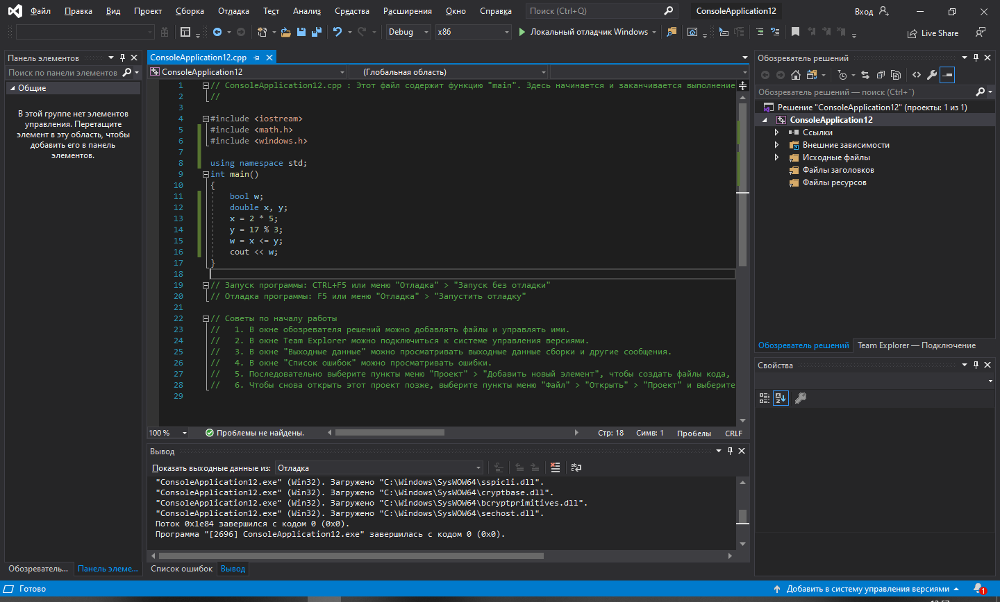 Файл Правка Вид Проект Сборка Отладка Тест Анализ Средства Расширения Окно Справка Поиск (Ctrl+Q) ConsoleApplication12 Вход
Debug x86 Локальный отладчик Windows Live Share
Панель элементов
Поиск по панели элементов
Общие
В этой группе нет элементов
управления. Перетащите
элемент в эту область, чтобы
добавить его в панель
элементов.
Обозреватель... Панель элеме...
ConsoleApplication12.cpp
ConsoleApplication12 (Глобальная область)
1 // ConsoleApplication12.cpp : Этот файл содержит функцию "main". Здесь начинается и заканчивается выполнение
2 //
3
4 #include <iostream>
5 #include <math.h>
6 #include <windows.h>
7
8 using namespace std;
9 int main()
10 {
11 bool w;
12 double x, y;
13 x = 2 * 5;
14 y = 17 % 3;
15 w = x <= y;
16 cout << w;
17 }
18
19 // Запуск программы: CTRL+F5 или меню "Отладка" > "Запуск без отладки"
20 // Отладка программы: F5 или меню "Отладка" > "Запустить отладку"
21
22 // Советы по началу работы
23 // 1. В окне обозревателя решений можно добавлять файлы и управлять ими.
24 // 2. В окне Team Explorer можно подключиться к системе управления версиями.
25 // 3. В окне "Выходные данные" можно просматривать выходные данные сборки и другие сообщения.
26 // 4. В окне "Список ошибок" можно просматривать ошибки.
27 // 5. Последовательно выберите пункты меню "Проект" > "Добавить новый элемент", чтобы создать файлы кода,
28 // 6. Чтобы снова открыть этот проект позже, выберите пункты меню "Файл" > "Открыть" > "Проект" и выберите
29
100 % Проблемы не найдены. Стр: 18 Симв: 1 Пробелы CRLF
Вывод
Показать выходные данные из: Отладка
"ConsoleApplication12.exe" (Win32). Загружено "C:\Windows\SysWOW64\sspicli.dll".
"ConsoleApplication12.exe" (Win32). Загружено "C:\Windows\SysWOW64\cryptbase.dll".
"ConsoleApplication12.exe" (Win32). Загружено "C:\Windows\SysWOW64\bcryptprimitives.dll".
"ConsoleApplication12.exe" (Win32). Загружено "C:\Windows\SysWOW64\sechost.dll".
Поток 0x1e84 завершился с кодом 0 (0x0).
Программа "[2696] ConsoleApplication12.exe" завершилась с кодом 0 (0x0).
Список ошибок Вывод
Обозреватель решений
Обозреватель решений — поиск (Ctrl+¨)
Решение "ConsoleApplication12" (проекты: 1 из 1)
ConsoleApplication12
Ссылки
Внешние зависимости
Исходные файлы
Файлы заголовков
Файлы ресурсов
Обозреватель решений Team Explorer — Подключение
Свойства
Готово Добавить в систему управления версиями 1